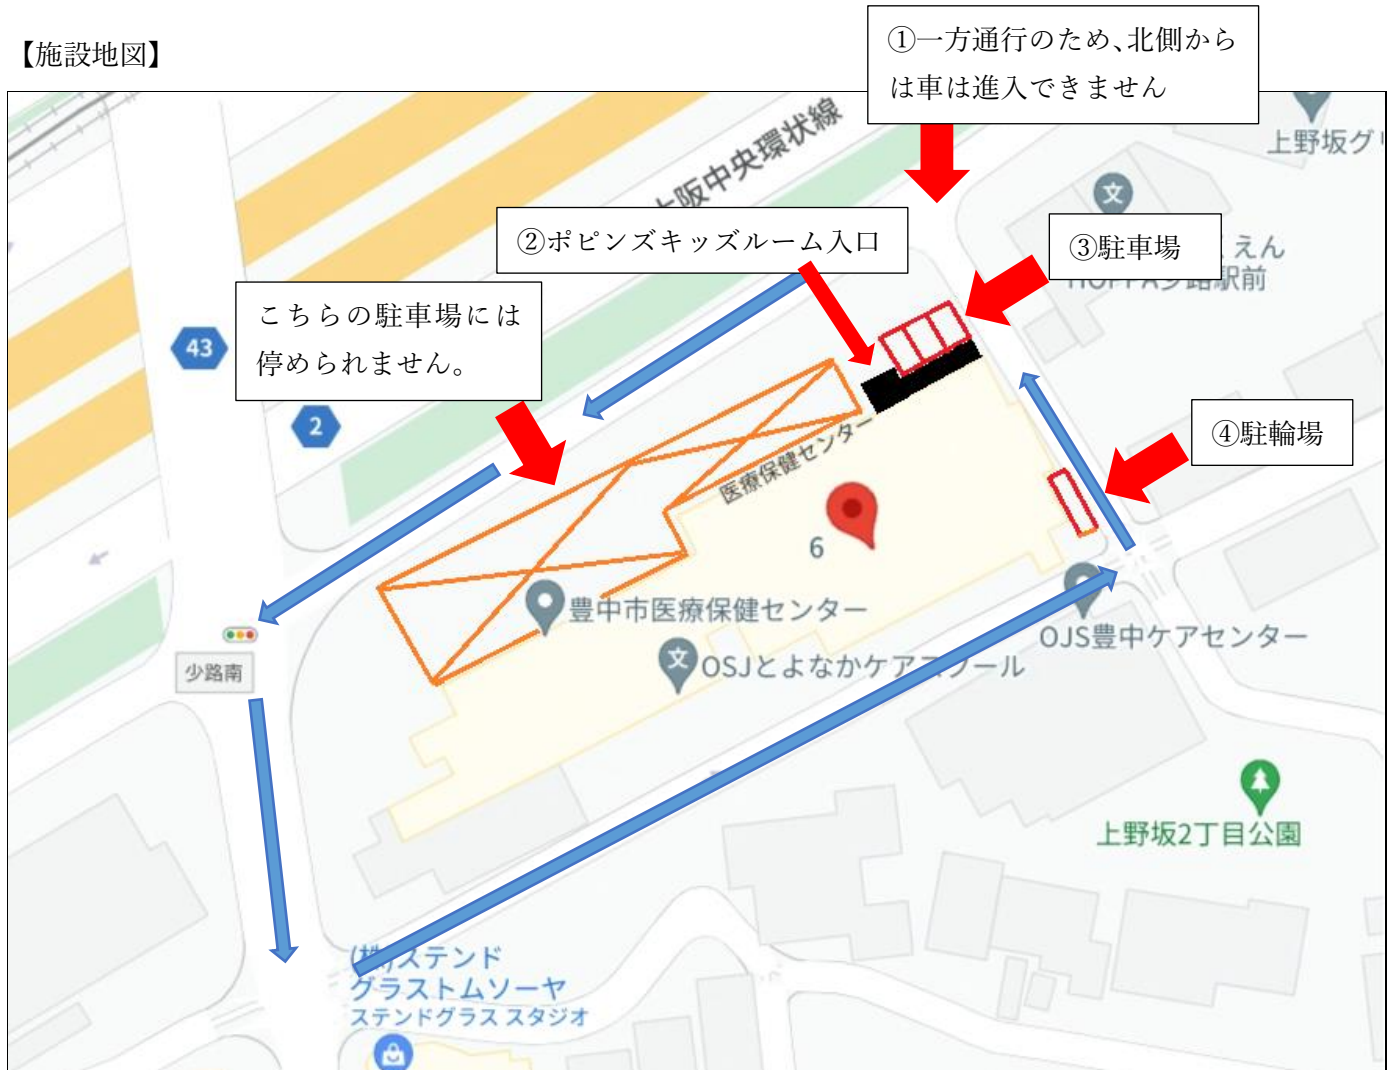 【施設地図】
①一方通行のため、北側から
は車は進入できません
上野坂グ
阪中央環状線
②ポピンズキッズルーム入口
③駐車場
えん
少路駅前
こちらの駐車場には
停められません。
43
2
④駐輪場
医療保健センター
6
豊中市医療保健センター
OSJとよなかケアスクール
OJS豊中ケアセンター
少路南
上野坂2丁目公園
(株)ステンド
グラストムソーヤ
ステンドグラス スタジオ